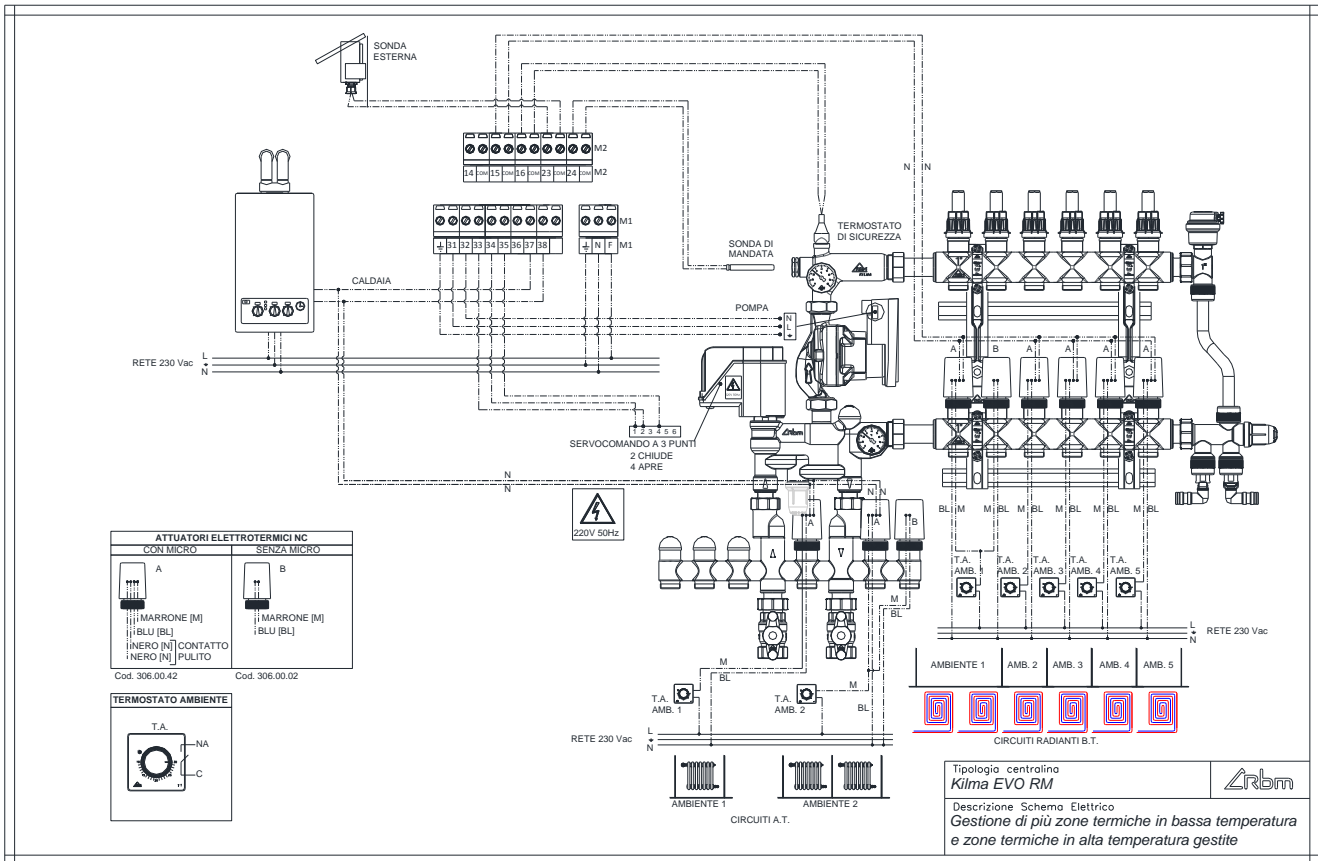 SONDA
ESTERNA
M2
14 COM 15 COM 16 COM 23 COM 24 COM M2
N N
M1
31 32 33 34 35 36 37 38 N F M1
TERMOSTATO
DI SICUREZZA
SONDA DI
MANDATA
CALDAIA
POMPA
N
L
RETE 230 Vac
L
N
A B A A A A
1 2 3 4 5 6
SERVOCOMANDO A 3 PUNTI
2 CHIUDE
4 APRE
rbm
N
N
N N
220V 50Hz
A A B
BL M M BL M BL M BL M BL
ATTUATORI ELETTROTERMICI NC
CON MICRO SENZA MICRO
A B
MARRONE [M] MARRONE [M]
BLU [BL] BLU [BL]
NERO [N] CONTATTO
NERO [N] PULITO
Cod. 306.00.42 Cod. 306.00.02
T.A. T.A. T.A. T.A. T.A.
AMB. 1 AMB. 2 AMB. 3 AMB. 4 AMB. 5
M
BL
L
N
RETE 230 Vac
AMBIENTE 1 AMB. 2 AMB. 3 AMB. 4 AMB. 5
CIRCUITI RADIANTI B.T.
M
BL
M
BL
T.A.
AMB. 1
T.A.
AMB. 2
RETE 230 Vac
L
N
AMBIENTE 1 AMBIENTE 2
CIRCUITI A.T.
TERMOSTATO AMBIENTE
T.A.
NA
C
Tipologia centralina
Kilma EVO RM
rbm
Descrizione Schema Elettrico
Gestione di più zone termiche in bassa temperatura
e zone termiche in alta temperatura gestite